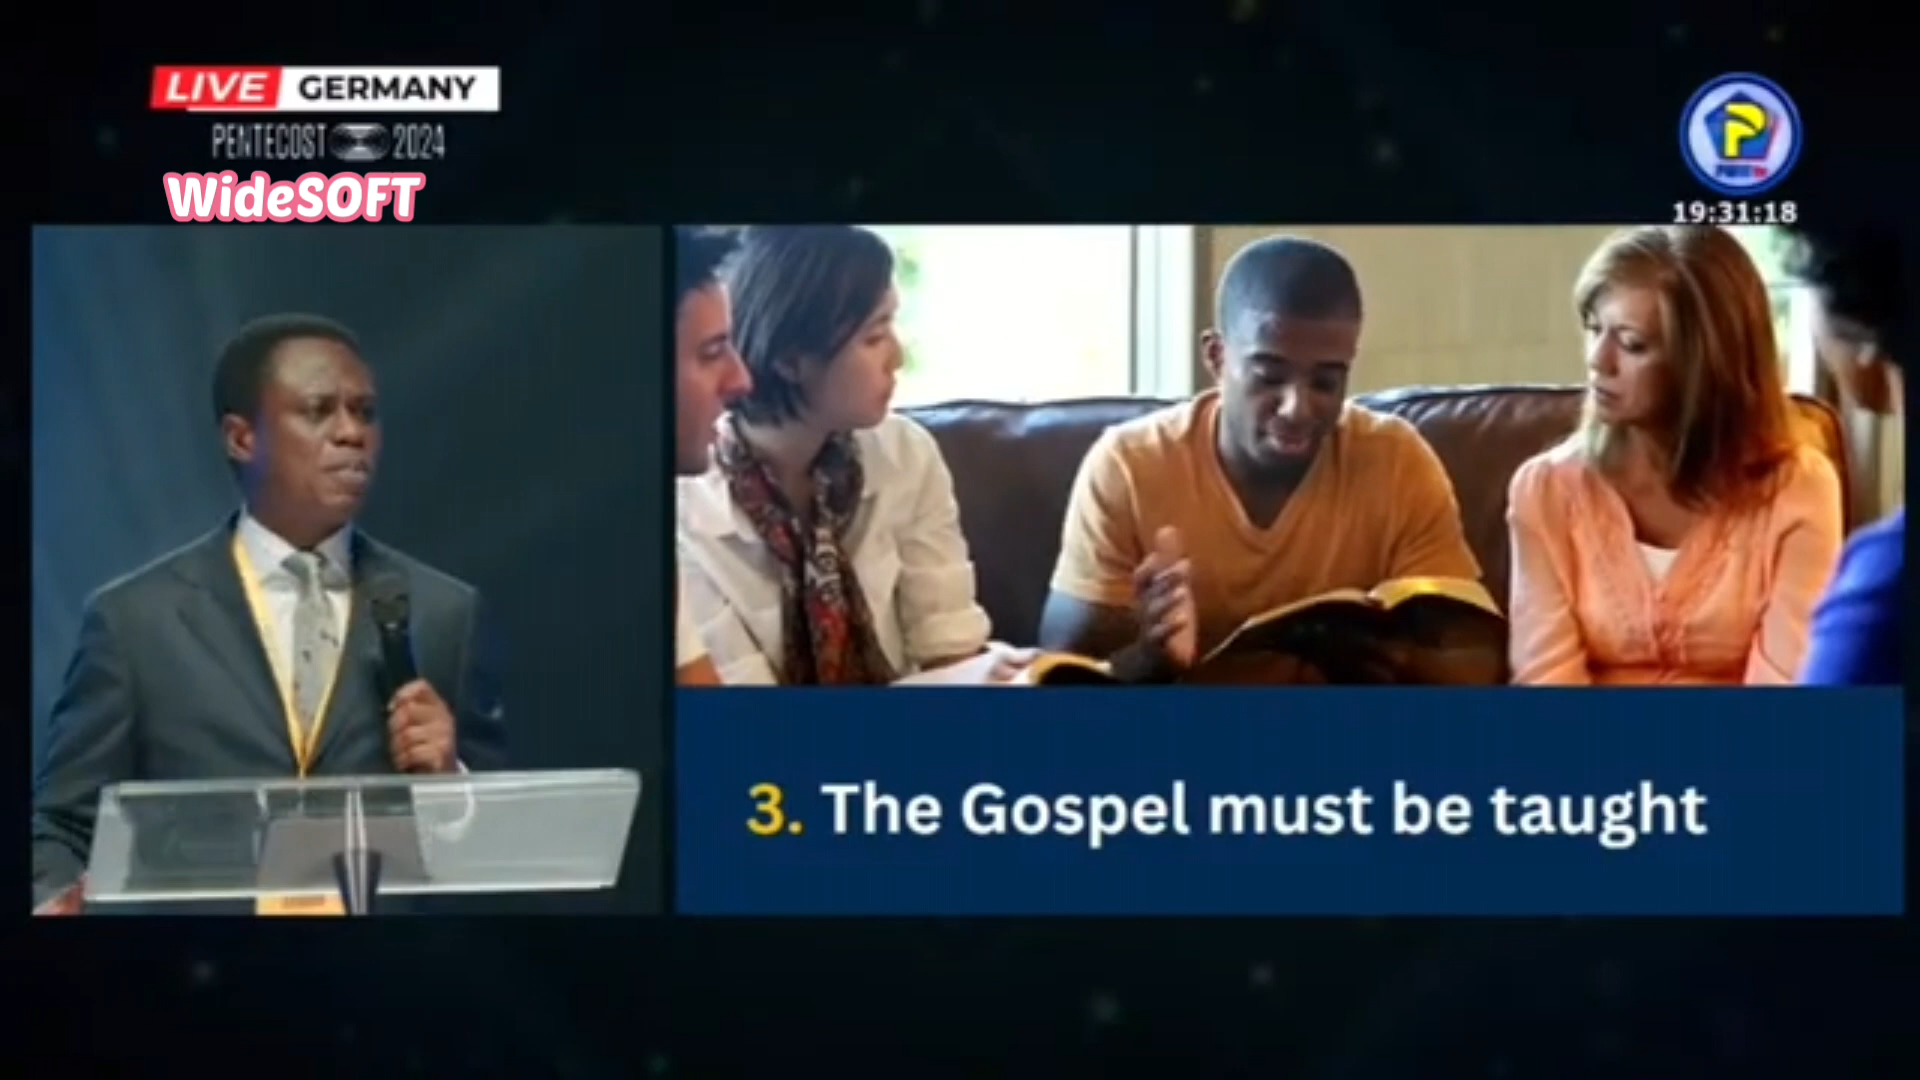 LIVE GERMANY
PENTECOST 2024
WideSOFT
19:31:18
3. The Gospel must be taught